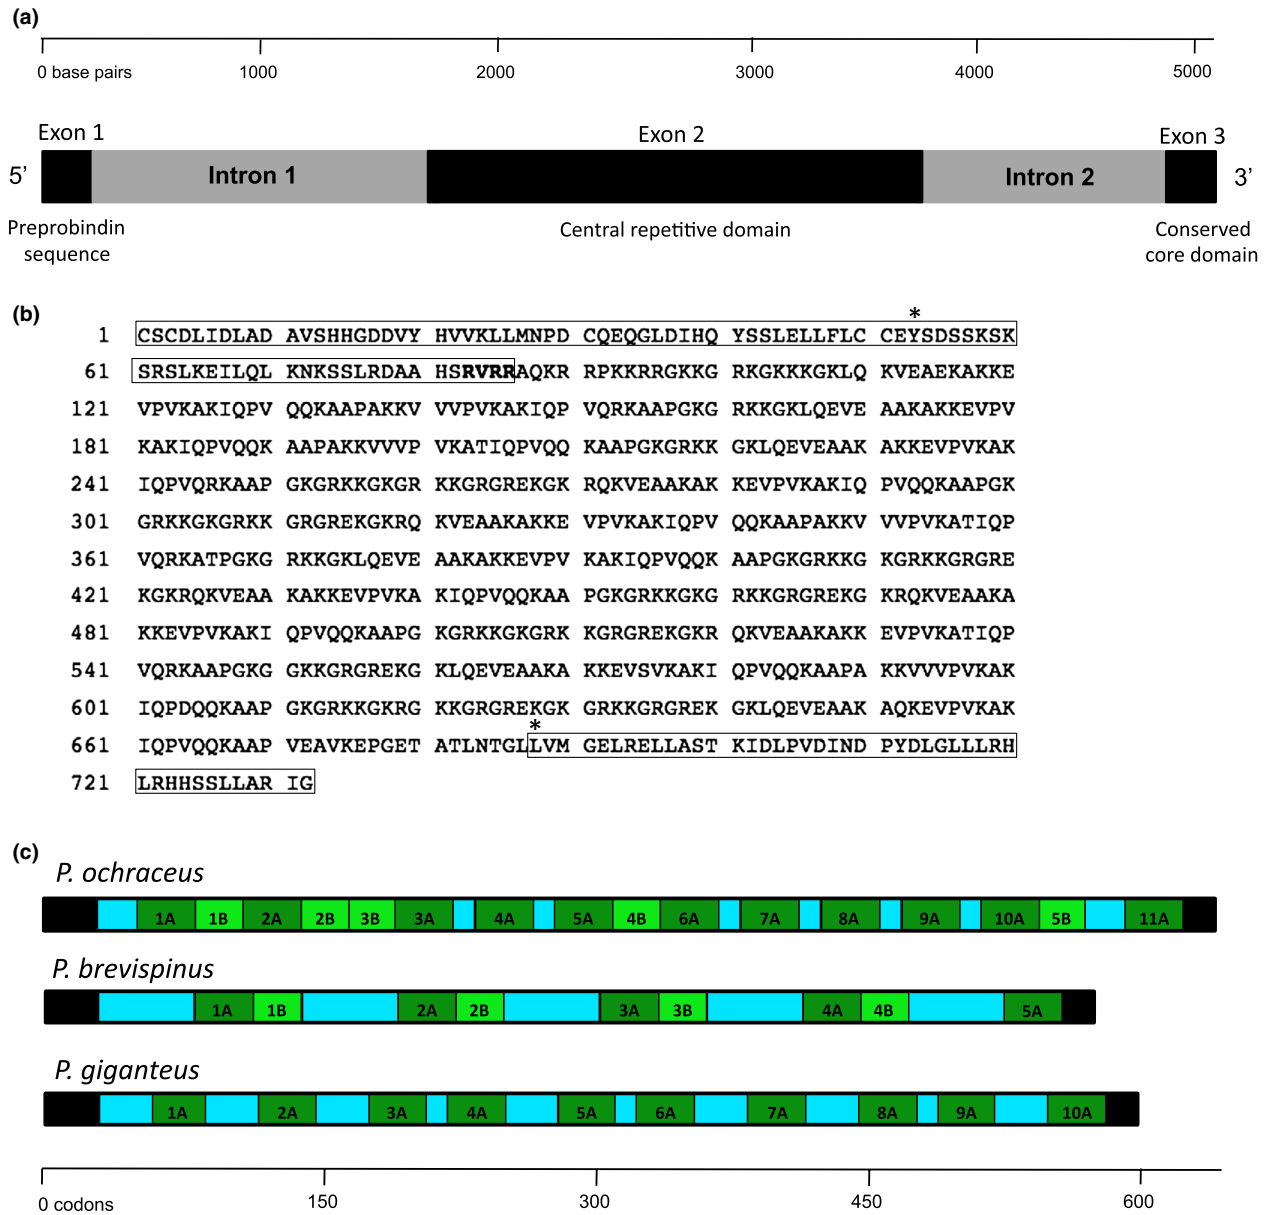 (a)
0 base pairs 1000 2000 3000 4000 5000
Exon 1 Exon 2 Exon 3
5’ Intron 1 Intron 2 3’
Preprobindin sequence Central repetitive domain Conserved core domain
(b)
*
1 CSCDLIDLAD AVSHHGDDVY HVVKLLMNPD CQEQGLDIHQ YSSLELLFLC CEYSDSSKSK
61 SRSLKEILQL KNKSSLRDAA HSRVRRAQKR RPKKRRGKKG RKGKKKGKLQ KVEAEKAKKE
121 VPVKAKIQPV QQKAAPAKKV VVPVKAKIQP VQRKAAPGKG RKKGKLQEVE AAKAKKEVPV
181 KAKIQPVQQK AAPAKKVVVP VKATIQPVQQ KAAPGKGRKK GKLQEVEAAK AKKEVPVKAK
241 IQPVQRKAAP GKGRKKGKGR KKGRGREKGK RQKVEAAKAK KEVPVKAKIQ PVQQKAAPGK
301 GRKKGKGRKK GRGREKGKRQ KVEAAKAKKE VPVKAKIQPV QQKAAPAKKV VVPVKATIQP
361 VQRKATPGKG RKKGKLQEVE AAKAKKEVPV KAKIQPVQQK AAPGKGRKKG KGRKKGRGRE
421 KGKRQKVEAA KAKKEVPVKA KIQPVQQKAA PGKGRKKGKG RKKGRGREKG KRQKVEAAKA
481 KKEVPVKAKI QPVQQKAAPG KGRKKGKGRK KGRGREKGKR QKVEAAKAKK EVPVKATIQP
541 VQRKAAPGKG GKKGRGREKG KLQEVEAAKA KKEVSVKAKI QPVQQKAAPA KKVVVPVKAK
601 IQPDQQKAAP GKGRKKGKRG KKGRGREKGK GRKKGRGREK GKLQEVEAAK AQKEVPVKAK
*
661 IQPVQQKAAP VEAVKEPGET ATLNTGLLVM GELRELLAST KIDLPVDIND PYDLGLLLRH
721 LRHHSSLLAR IG
(c)
P. ochraceus
1A 1B 2A 2B 3B 3A 4A 5A 4B 6A 7A 8A 9A 10A 5B 11A
P. brevispinus
1A 1B 2A 2B 3A 3B 4A 4B 5A
P. giganteus
1A 2A 3A 4A 5A 6A 7A 8A 9A 10A
0 codons 150 300 450 600